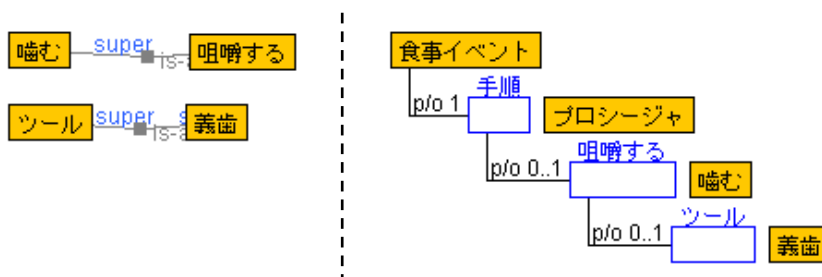 噛む super is-a 咀嚼する
ツール super is- 義歯
食事イベント
p/o 1 手順 プロシージャ
p/o 0..1 咀嚼する 噛む
p/o 0..1 ツール 義歯